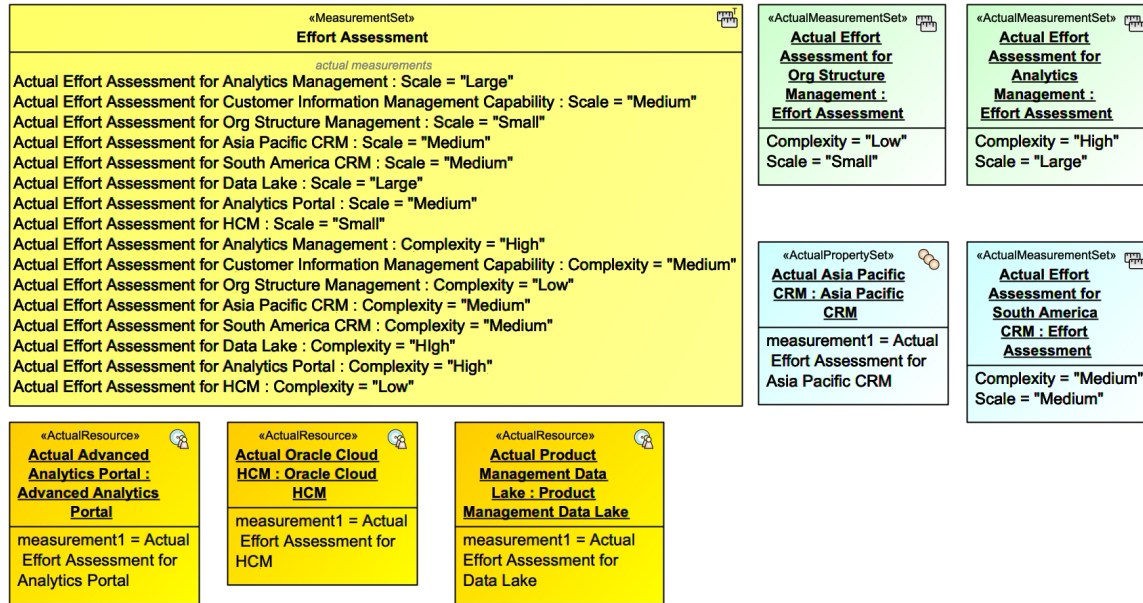 «MeasurementSet»
Effort Assessment
actual measurements
Actual Effort Assessment for Analytics Management : Scale = "Large"
Actual Effort Assessment for Customer Information Management Capability : Scale = "Medium"
Actual Effort Assessment for Org Structure Management : Scale = "Small"
Actual Effort Assessment for Asia Pacific CRM : Scale = "Medium"
Actual Effort Assessment for South America CRM : Scale = "Medium"
Actual Effort Assessment for Data Lake : Scale = "Large"
Actual Effort Assessment for Analytics Portal : Scale = "Medium"
Actual Effort Assessment for HCM : Scale = "Small"
Actual Effort Assessment for Analytics Management : Complexity = "High"
Actual Effort Assessment for Customer Information Management Capability : Complexity = "Medium"
Actual Effort Assessment for Org Structure Management : Complexity = "Low"
Actual Effort Assessment for Asia Pacific CRM : Complexity = "Medium"
Actual Effort Assessment for South America CRM : Complexity = "Medium"
Actual Effort Assessment for Data Lake : Complexity = "HIgh"
Actual Effort Assessment for Analytics Portal : Complexity = "High"
Actual Effort Assessment for HCM : Complexity = "Low"
«ActualMeasurementSet»
Actual Effort
Assessment for
Org Structure
Management :
Effort Assessment
Complexity = "Low"
Scale = "Small"
«ActualMeasurementSet»
Actual Effort
Assessment for
Analytics
Management :
Effort Assessment
Complexity = "High"
Scale = "Large"
«ActualPropertySet»
Actual Asia Pacific
CRM : Asia Pacific
CRM
measurement1 = Actual
Effort Assessment for
Asia Pacific CRM
«ActualMeasurementSet»
Actual Effort
Assessment for
South America
CRM : Effort
Assessment
Complexity = "Medium"
Scale = "Medium"
«ActualResource»
Actual Advanced
Analytics Portal :
Advanced Analytics
Portal
measurement1 = Actual
Effort Assessment for
Analytics Portal
«ActualResource»
Actual Oracle Cloud
HCM : Oracle Cloud
HCM
measurement1 = Actual
Effort Assessment for
HCM
«ActualResource»
Actual Product
Management Data
Lake : Product
Management Data Lake
measurement1 = Actual
Effort Assessment for
Data Lake